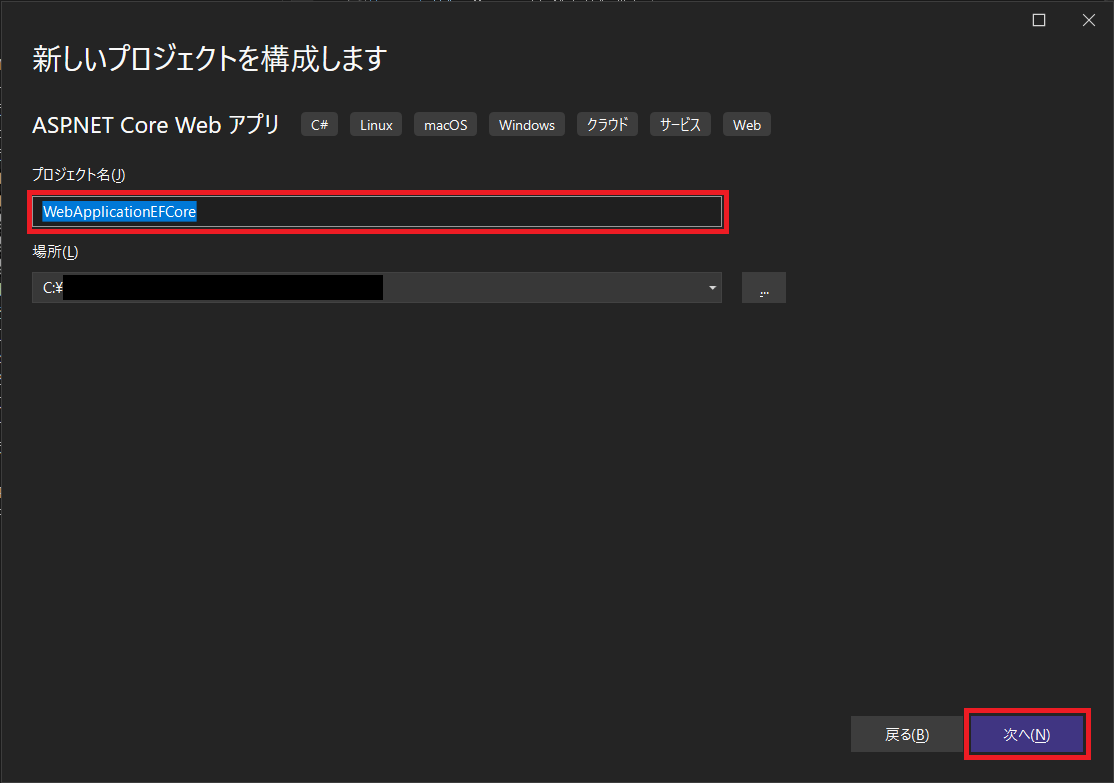 新しいプロジェクトを構成します
ASP.NET Core Web アプリ C# Linux macOS Windows クラウド サービス Web
プロジェクト名(J)
WebApplicationEFCore
場所(L)
C:¥
...
戻る(B) 次へ(N)